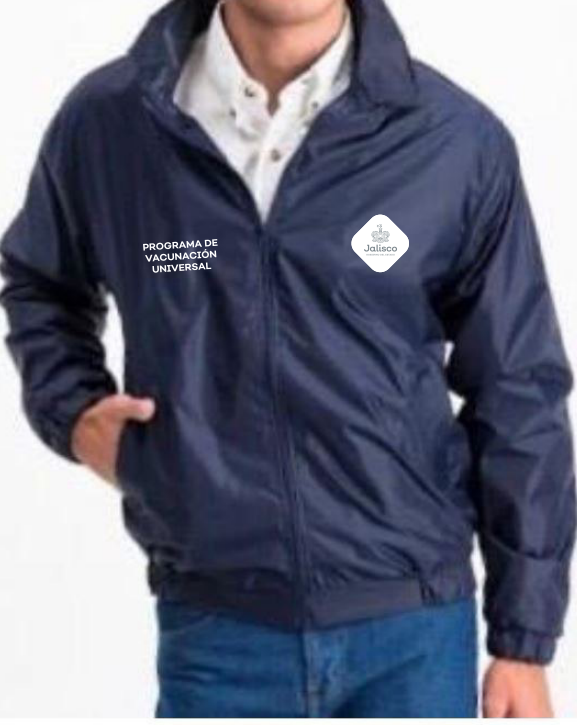 PROGRAMA DE
VACUNACIÓN
UNIVERSAL
Jalisco